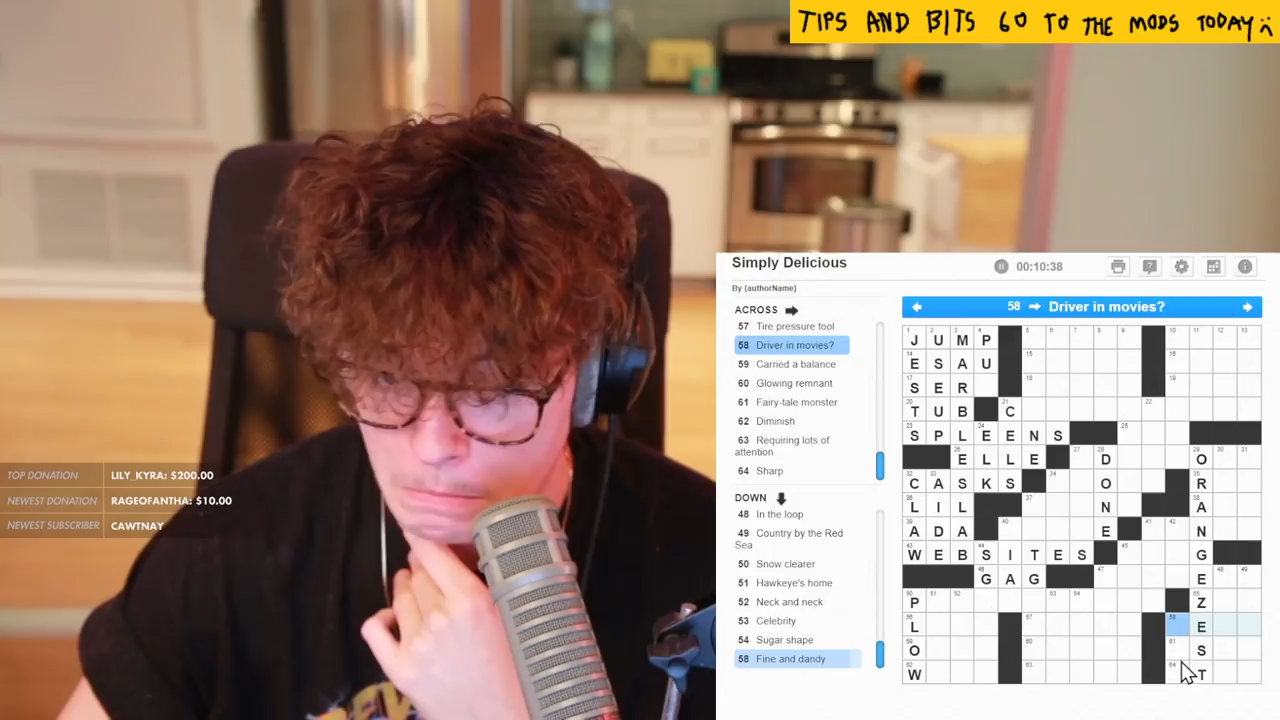 TIPS AND BITS GO TO THE MODS TODAY :(
TOP DONATION LILY_KYRA: $200.00
NEWEST DONATION RAGEOFANTHA: $10.00
NEWEST SUBSCRIBER CAWTNAY
Simply Delicious
00:10:38
By {authorName}
58 Driver in movies?
ACROSS
57 Tire pressure tool
58 Driver in movies?
59 Carried a balance
60 Glowing remnant
61 Fairy-tale monster
62 Diminish
63 Requiring lots of
attention
64 Sharp
DOWN
48 In the loop
49 Country by the Red
Sea
50 Snow clearer
51 Hawkeye's home
52 Neck and neck
53 Celebrity
54 Sugar shape
58 Fine and dandy
J U M P
E S A U
S E R
T U B C
S P L E E N S
E L L E D O
C A S K S O R
L I L N A
A D A E N
W E B S I T E S G
G A G E
P Z
L E
O S
W T